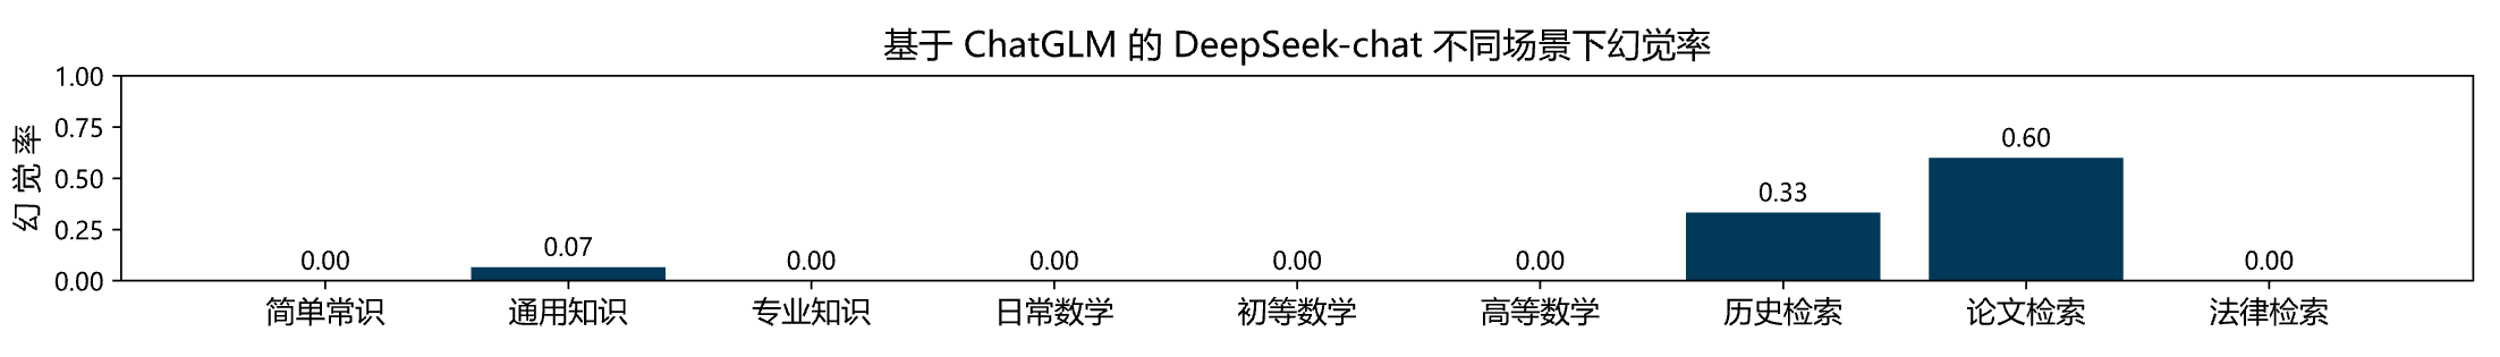 基于 ChatGLM 的 DeepSeek-chat 不同场景下幻觉率
幻觉率
1.00
0.75
0.50
0.25
0.00
0.00
0.07
0.00
0.00
0.00
0.00
0.33
0.60
0.00
简单常识
通用知识
专业知识
日常数学
初等数学
高等数学
历史检索
论文检索
法律检索